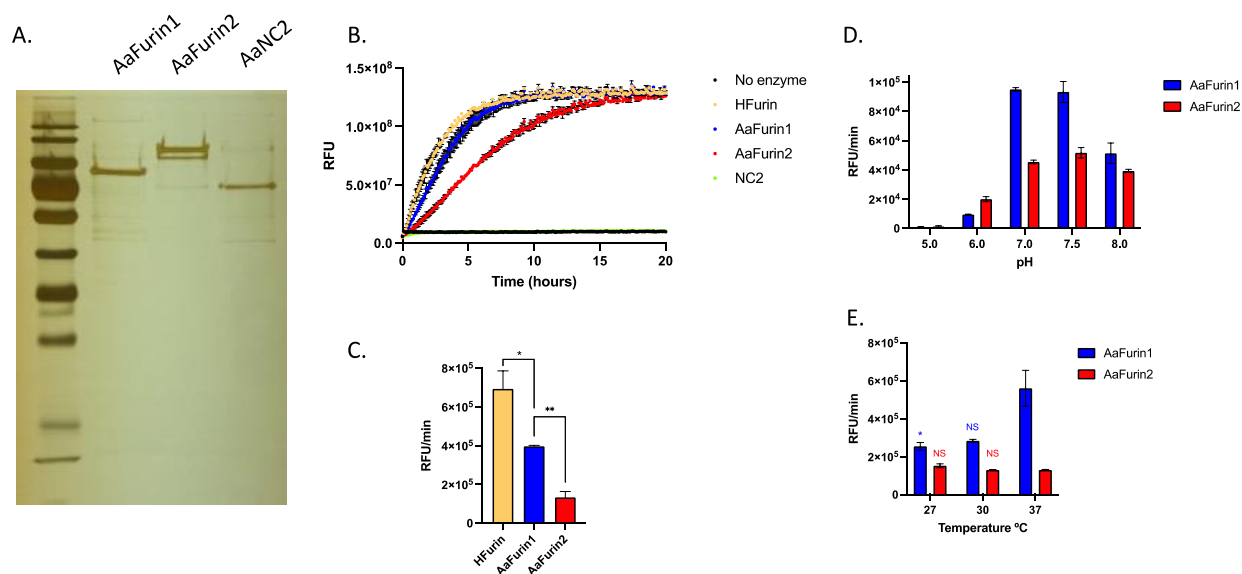 A.
AaFurin1
AaFurin2
AaNC2
B.
1.5×10⁸
1.0×10⁸
5.0×10⁷
0.0
RFU
0
5
10
15
20
Time (hours)
No enzyme
HFurin
AaFurin1
AaFurin2
NC2
C.
8×10⁵
6×10⁵
4×10⁵
2×10⁵
0
RFU/min
*
**
HFurin
AaFurin1
AaFurin2
D.
1×10⁵
8×10⁴
6×10⁴
4×10⁴
2×10⁴
0
RFU/min
5.0
6.0
7.0
7.5
8.0
pH
AaFurin1
AaFurin2
E.
8×10⁵
6×10⁵
4×10⁵
2×10⁵
0
RFU/min
*
NS
NS
NS
27
30
37
Temperature ºC
AaFurin1
AaFurin2